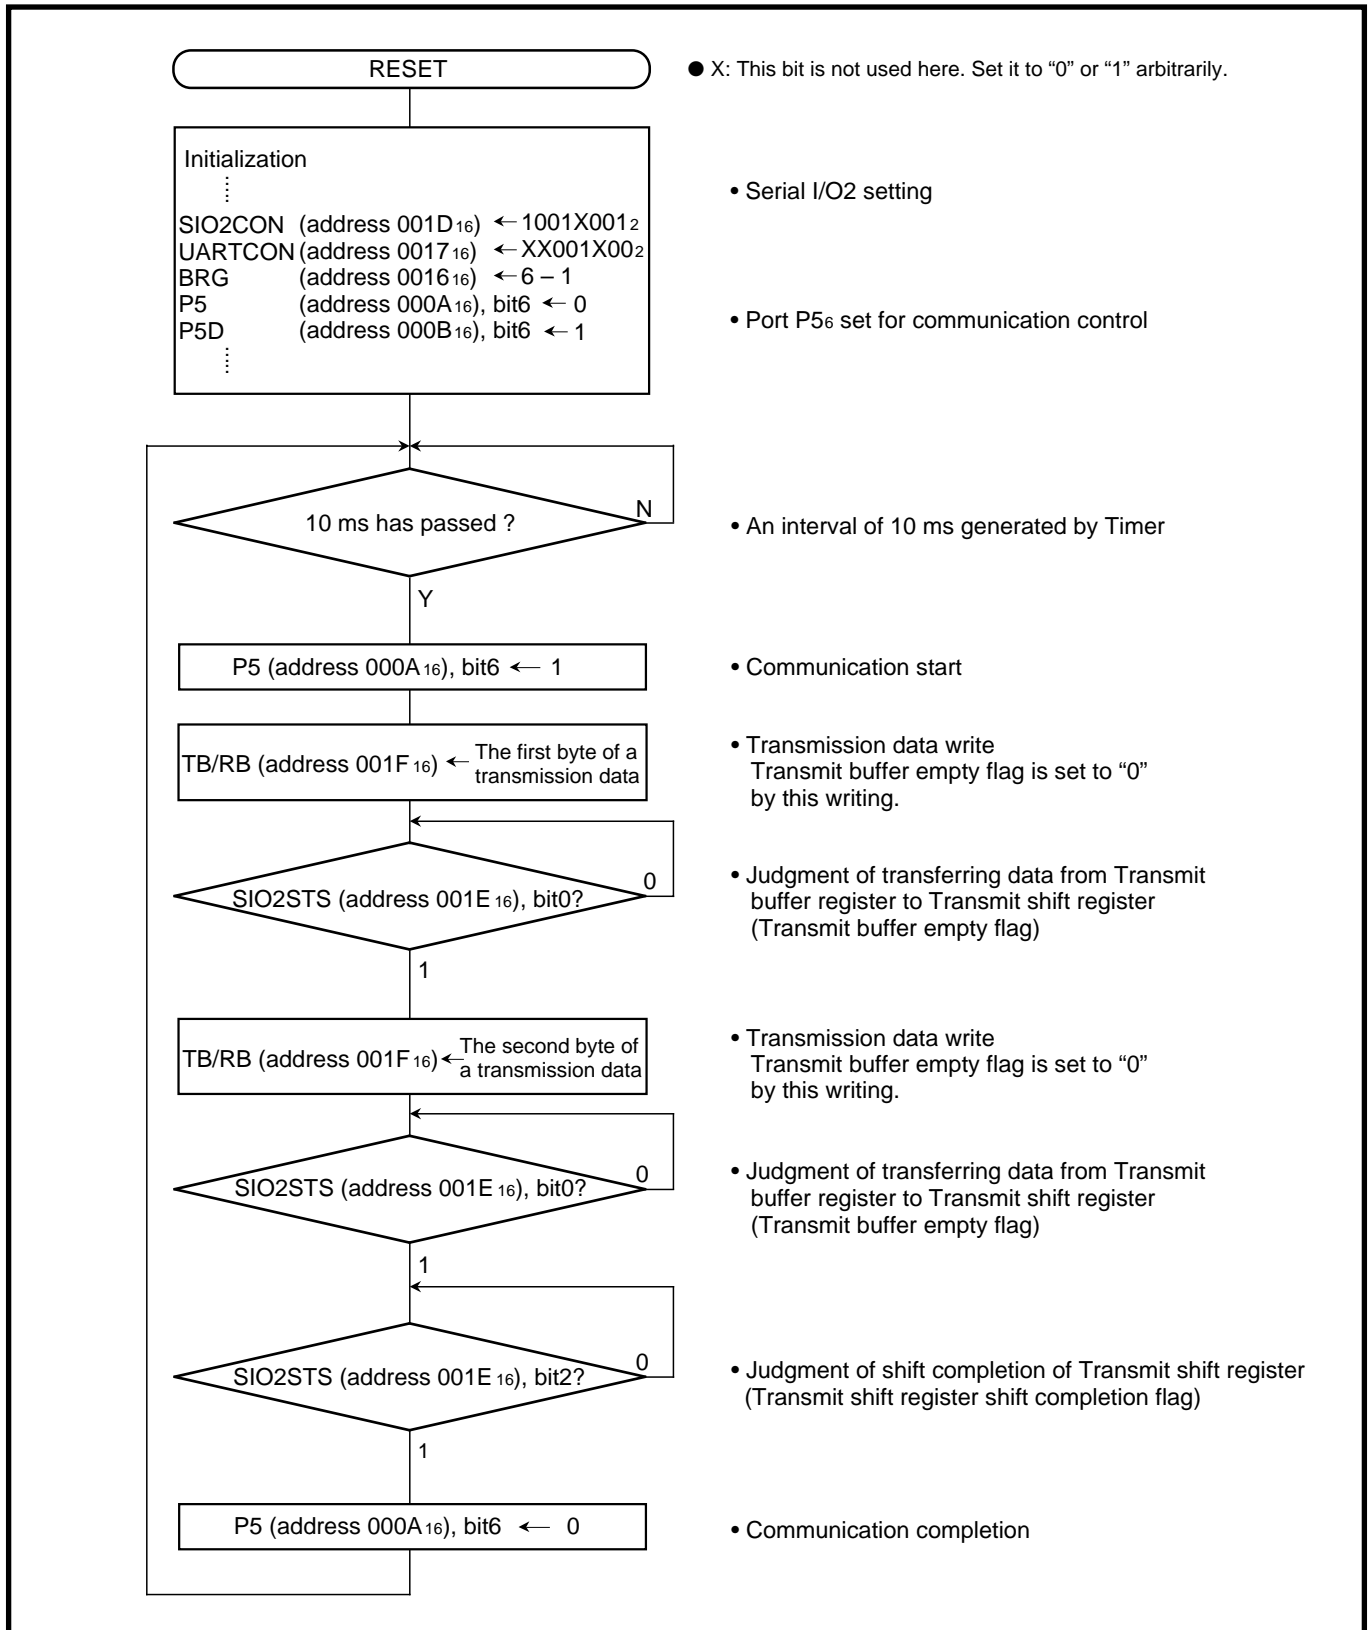 RESET
● X: This bit is not used here. Set it to “0” or “1” arbitrarily.
Initialization
• Serial I/O2 setting
SIO2CON (address 001D16) ← 1001X0012
UARTCON (address 001716) ← XX001X002
BRG (address 001616) ← 6 – 1
P5 (address 000A16), bit6 ← 0
P5D (address 000B16), bit6 ← 1
• Port P56 set for communication control
10 ms has passed ?
N
• An interval of 10 ms generated by Timer
Y
P5 (address 000A16), bit6 ← 1
• Communication start
TB/RB (address 001F16) ← The first byte of a
transmission data
• Transmission data write
Transmit buffer empty flag is set to “0”
by this writing.
SIO2STS (address 001E16), bit0?
0
• Judgment of transferring data from Transmit
buffer register to Transmit shift register
(Transmit buffer empty flag)
1
TB/RB (address 001F16) ← The second byte of
a transmission data
• Transmission data write
Transmit buffer empty flag is set to “0”
by this writing.
SIO2STS (address 001E16), bit0?
0
• Judgment of transferring data from Transmit
buffer register to Transmit shift register
(Transmit buffer empty flag)
1
SIO2STS (address 001E16), bit2?
0
• Judgment of shift completion of Transmit shift register
(Transmit shift register shift completion flag)
1
P5 (address 000A16), bit6 ← 0
• Communication completion